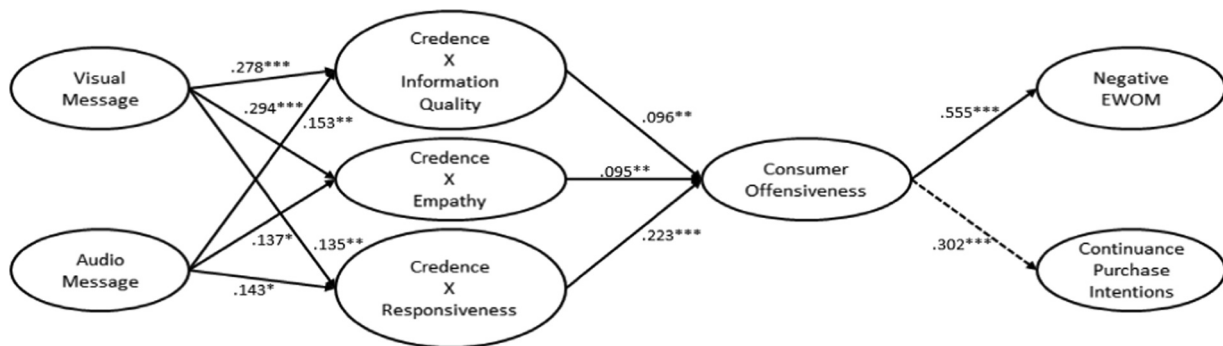 Visual
Message
Audio
Message
.278***
.294***
.153**
.137*
.135**
.143*
Credence
X
Information
Quality
Credence
X
Empathy
Credence
X
Responsiveness
.096**
.095**
.223***
Consumer
Offensiveness
.555***
.302***
Negative
EWOM
Continuance
Purchase
Intentions